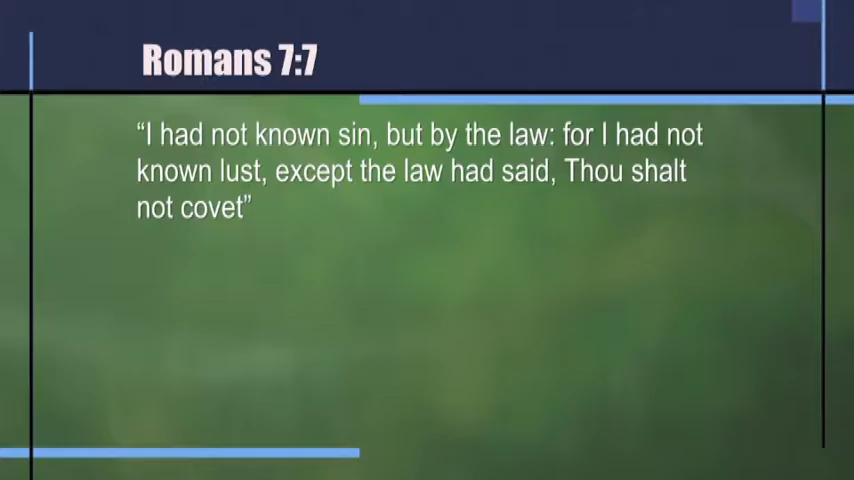 Romans 7:7
“I had not known sin, but by the law: for I had not
known lust, except the law had said, Thou shalt
not covet”